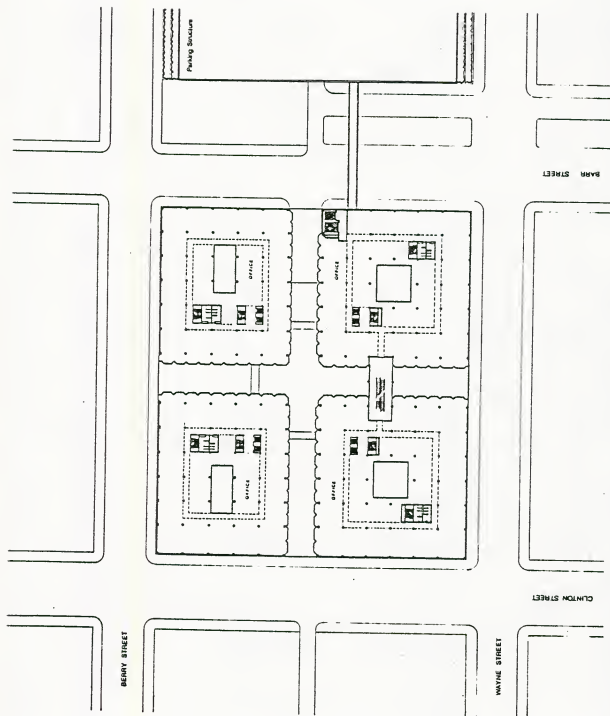 Parking Structure
BARR STREET
OFFICE
OFFICE
OFFICE
OFFICE
CLINTON STREET
BERRY STREET
WAYNE STREET